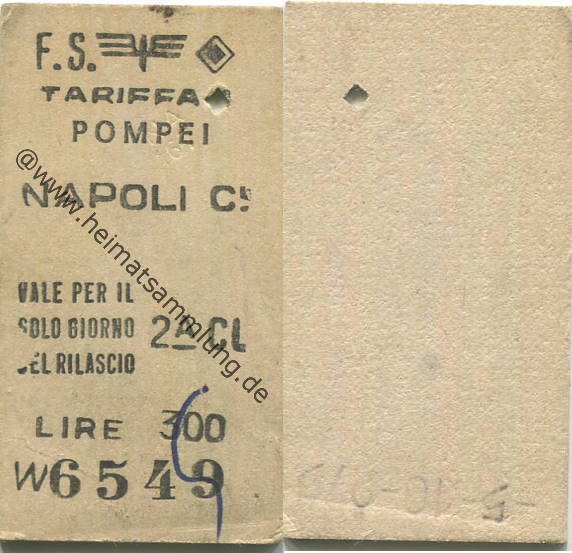 F.S.
TARIFFA
POMPEI
NAPOLI C
VALE PER IL
SOLO GIORNO
DEL RILASCIO
2A CL
LIRE 300
W6549
@www.heimatsammlung.de